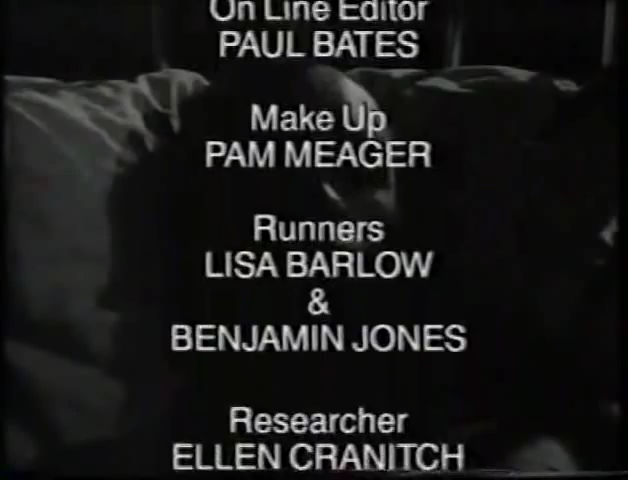 On Line Editor
PAUL BATES
Make Up
PAM MEAGER
Runners
LISA BARLOW
&
BENJAMIN JONES
Researcher
ELLEN CRANITCH